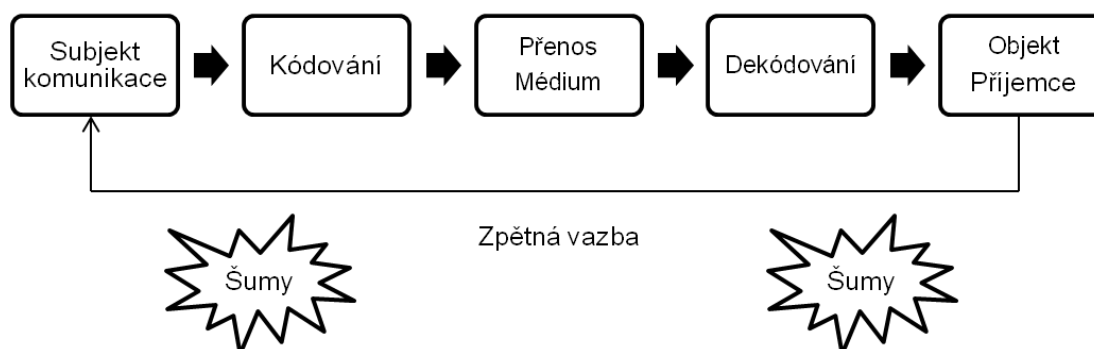 Subjekt
komunikace
Kódování
Přenos
Médium
Dekódování
Objekt
Příjemce
Zpětná vazba
Šumy
Šumy